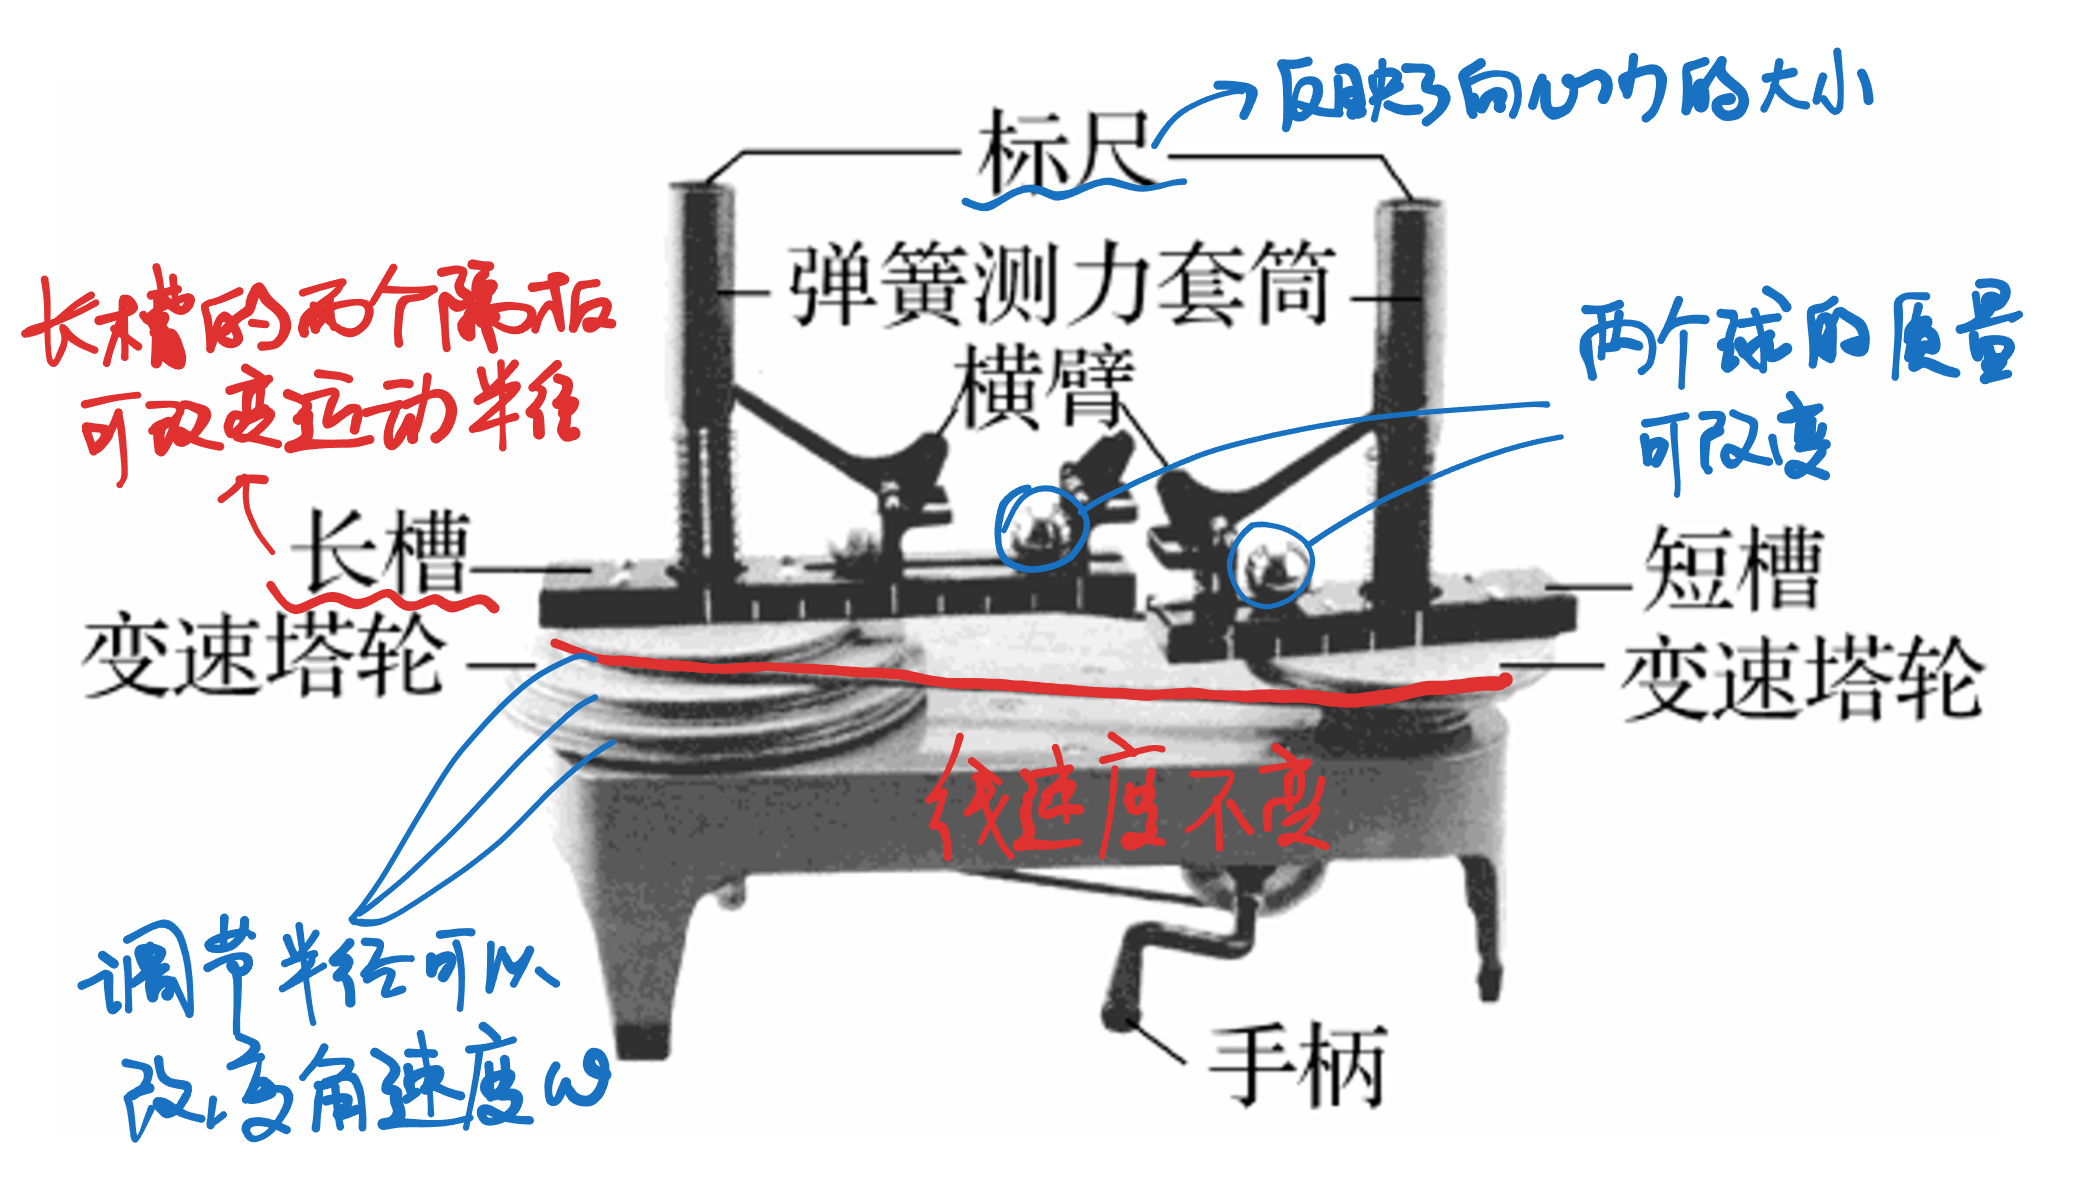 反映了向心力的大小
标尺
弹簧测力套筒
长槽的两个隔板
可改变运动半径
横臂
两个球的质量
可改变
长槽
短槽
变速塔轮
变速塔轮
线速度不变
调节半径可以
改变角速度ω
手柄